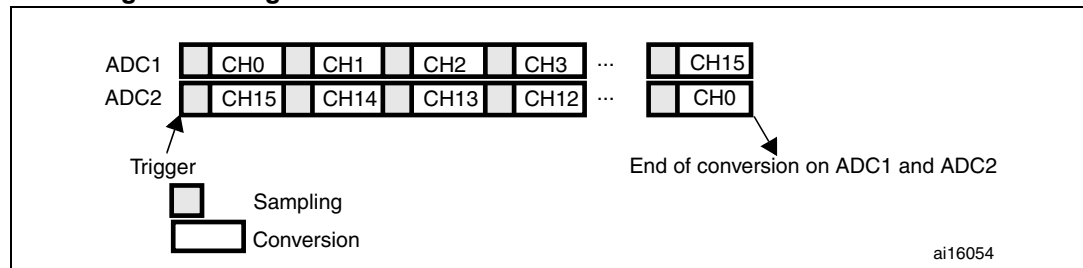 ADC1 CH0 CH1 CH2 CH3 ... CH15
ADC2 CH15 CH14 CH13 CH12 ... CH0
Trigger
End of conversion on ADC1 and ADC2
Sampling
Conversion
ai16054